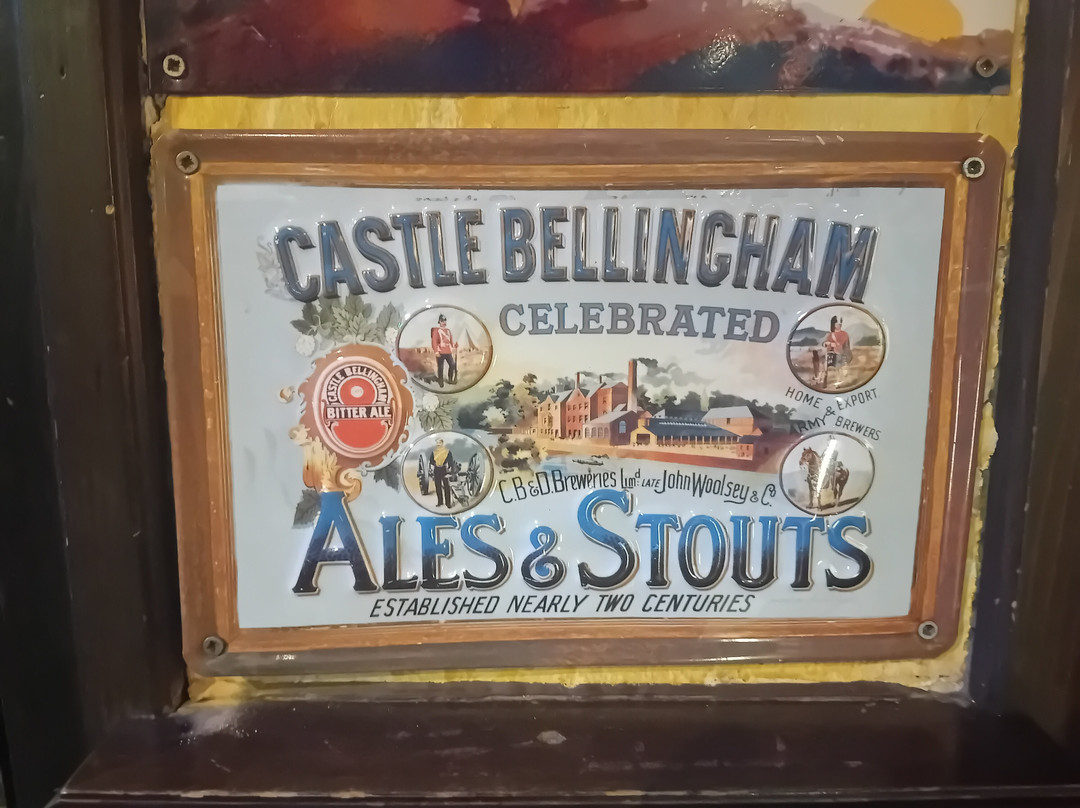 CASTLE BELLINGHAM
CELEBRATED
CASTLE BELLINGHAM
BITTER ALE
HOME & EXPORT.
ARMY BREWERS
C.B & D. Breweries Limd. LATE John Woolsey & Co
ALES & STOUTS
ESTABLISHED NEARLY TWO CENTURIES